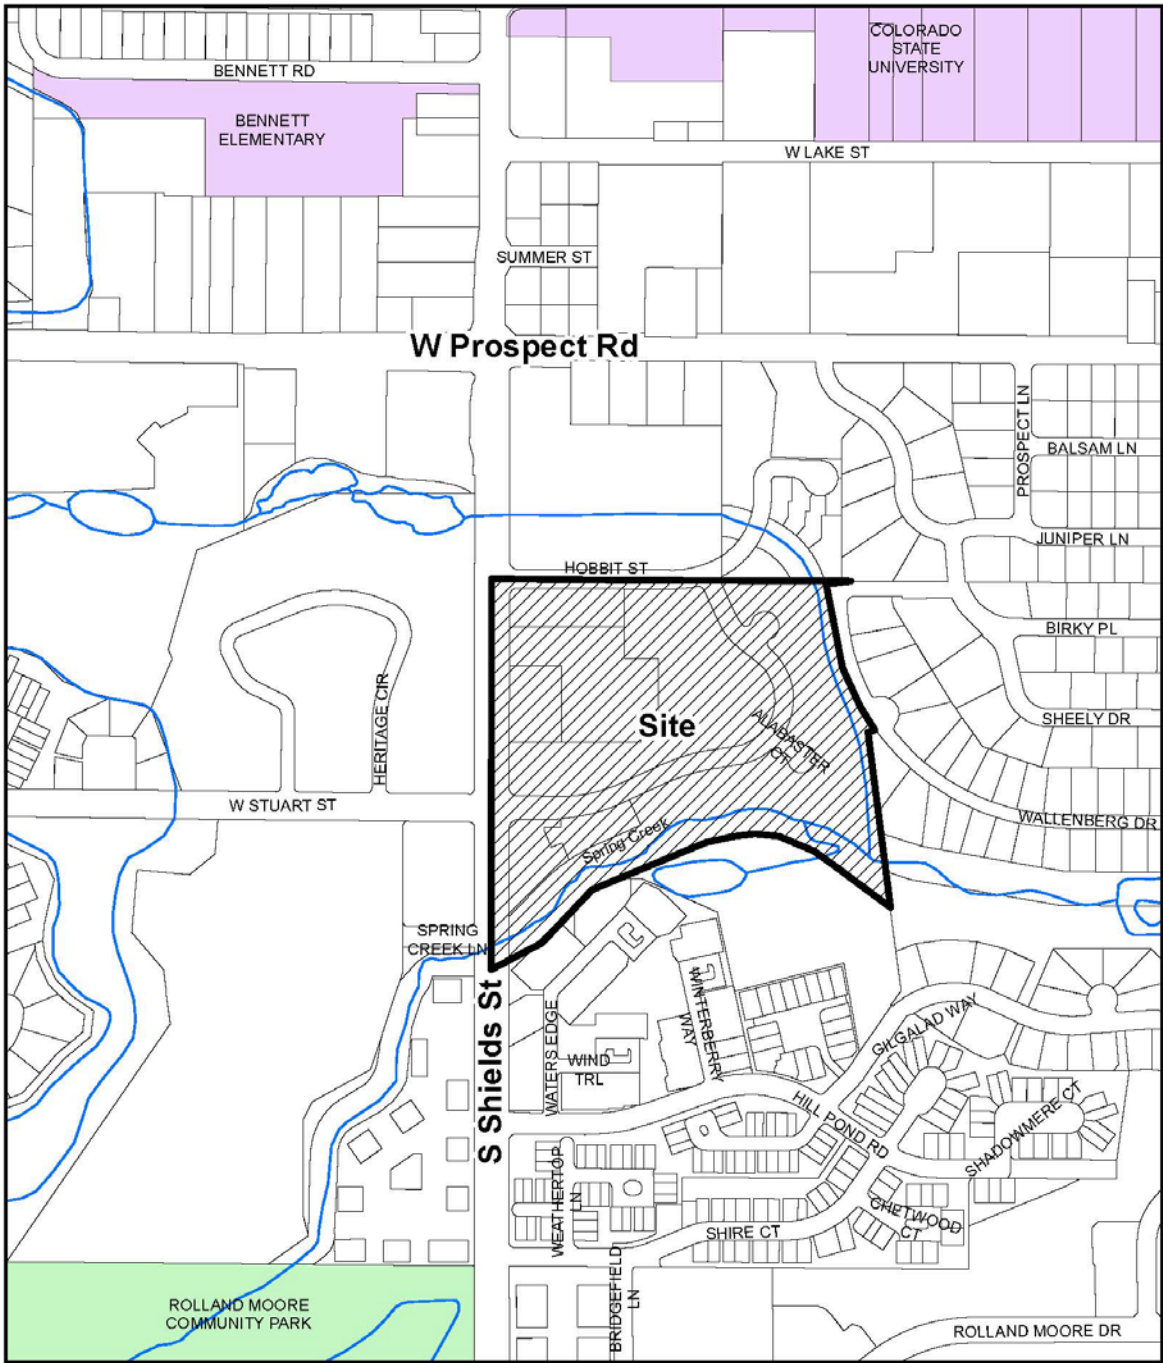 COLORADO
STATE
UNIVERSITY
BENNETT RD
BENNETT
ELEMENTARY
W LAKE ST
SUMMER ST
W Prospect Rd
PROSPECT LN
BALSAM LN
JUNIPER LN
HOBBIT ST
BIRKY PL
HERITAGE CIR
Site
ALABASTER
CT
SHEELY DR
W STUART ST
Spring Creek
WALLENBERG DR
SPRING
CREEK LN
S Shields St
WATERS EDGE
WINTERBERRY
WAY
WIND
TRL
GILGALAD WAY
HILL POND RD
SHADOWMERE CT
WEATHERTOP
LN
CHETWOOD
CT
SHIRE CT
BRIDGEFIELD
LN
ROLLAND MOORE
COMMUNITY PARK
ROLLAND MOORE DR